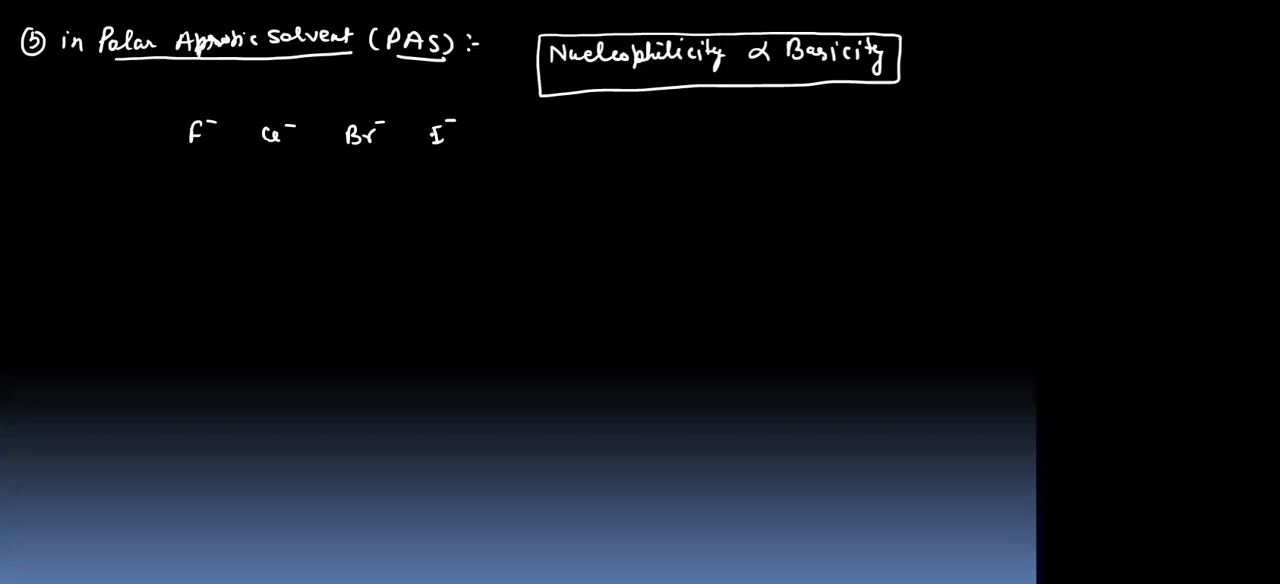 ⑤ in Polar Aprotic Solvent (PAS) :-
Nucleophilicity ∝ Basicity
F⁻ Cl⁻ Br⁻ I⁻